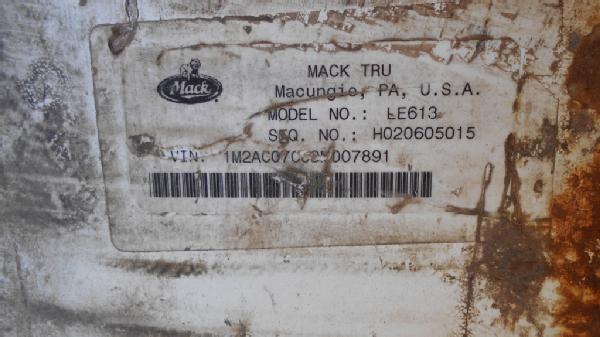 Mack
MACK TRU
Macungie, PA, U.S.A.
MODEL NO.: LE613
SEQ. NO.: H020605015
VIN: